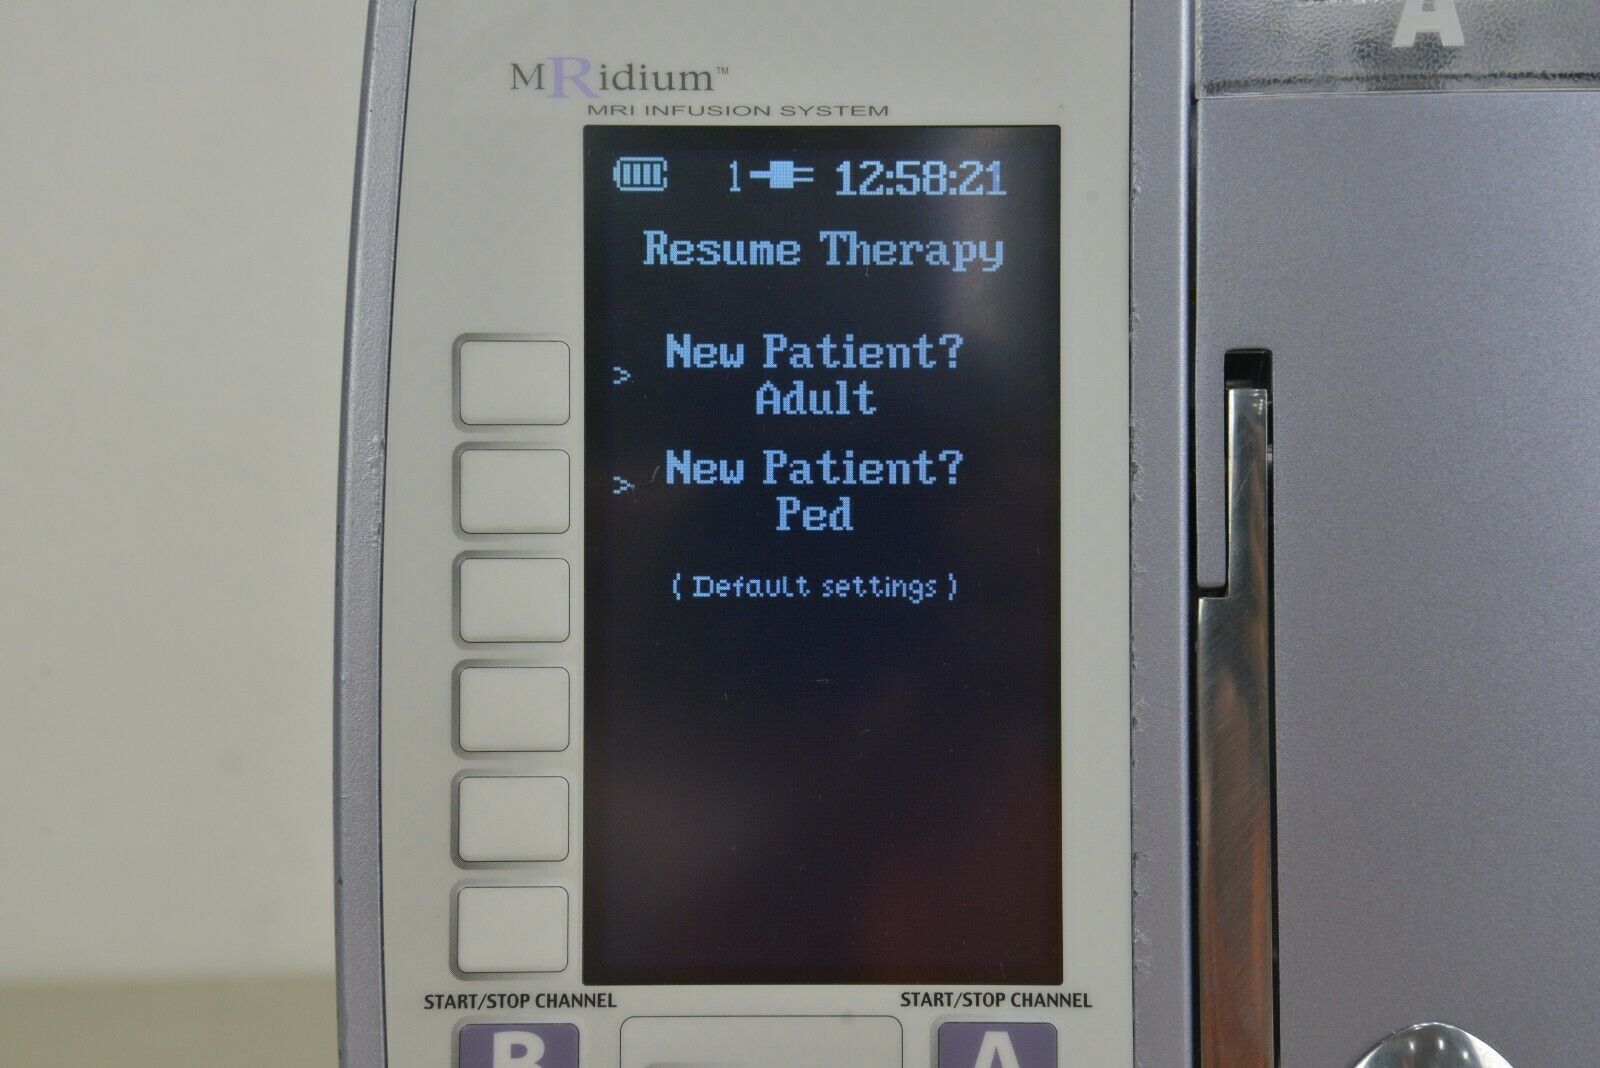 A
MRidium™
MRI INFUSION SYSTEM
1 12:58:21
Resume Therapy
> New Patient?
Adult
> New Patient?
Ped
( Default settings )
START/STOP CHANNEL START/STOP CHANNEL
B A